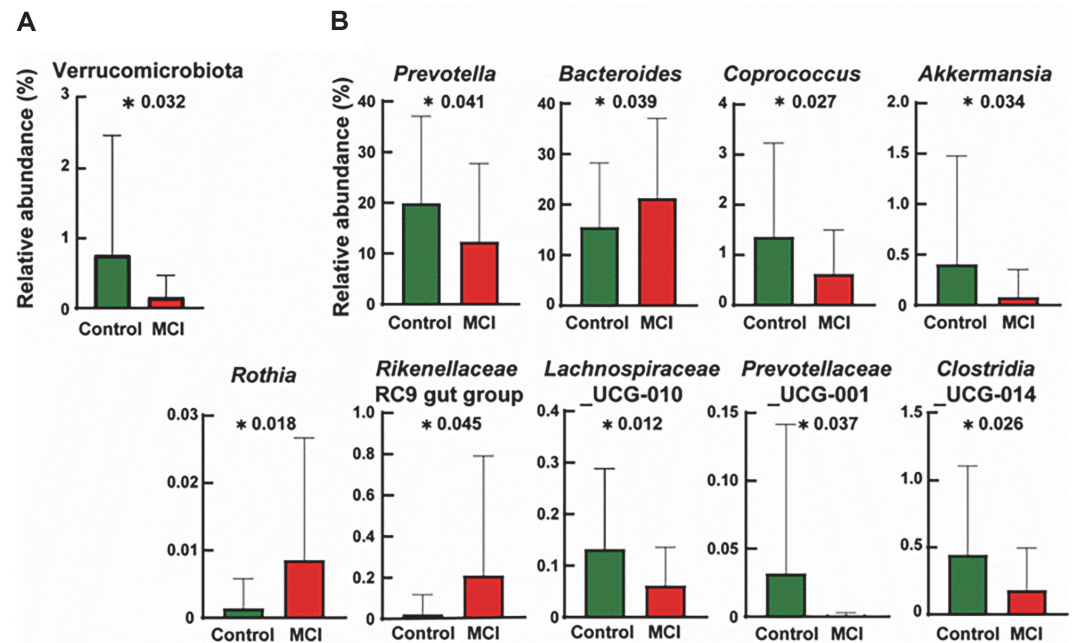 A
B
Verrucomicrobiota
Relative abundance (%)
3
2
1
0
* 0.032
Control MCI
Prevotella
Relative abundance (%)
40
30
20
10
0
* 0.041
Control MCI
Bacteroides
40
30
20
10
0
* 0.039
Control MCI
Coprococcus
4
3
2
1
0
* 0.027
Control MCI
Akkermansia
2.0
1.5
1.0
0.5
0
* 0.034
Control MCI
Rothia
0.03
0.02
0.01
0
* 0.018
Control MCI
Rikenellaceae
RC9 gut group
1.0
0.8
0.6
0.4
0.2
0
* 0.045
Control MCI
Lachnospiraceae
_UCG-010
0.4
0.3
0.2
0.1
0
* 0.012
Control MCI
Prevotellaceae
_UCG-001
0.15
0.10
0.05
0
* 0.037
Control MCI
Clostridia
_UCG-014
1.5
1.0
0.5
0
* 0.026
Control MCI